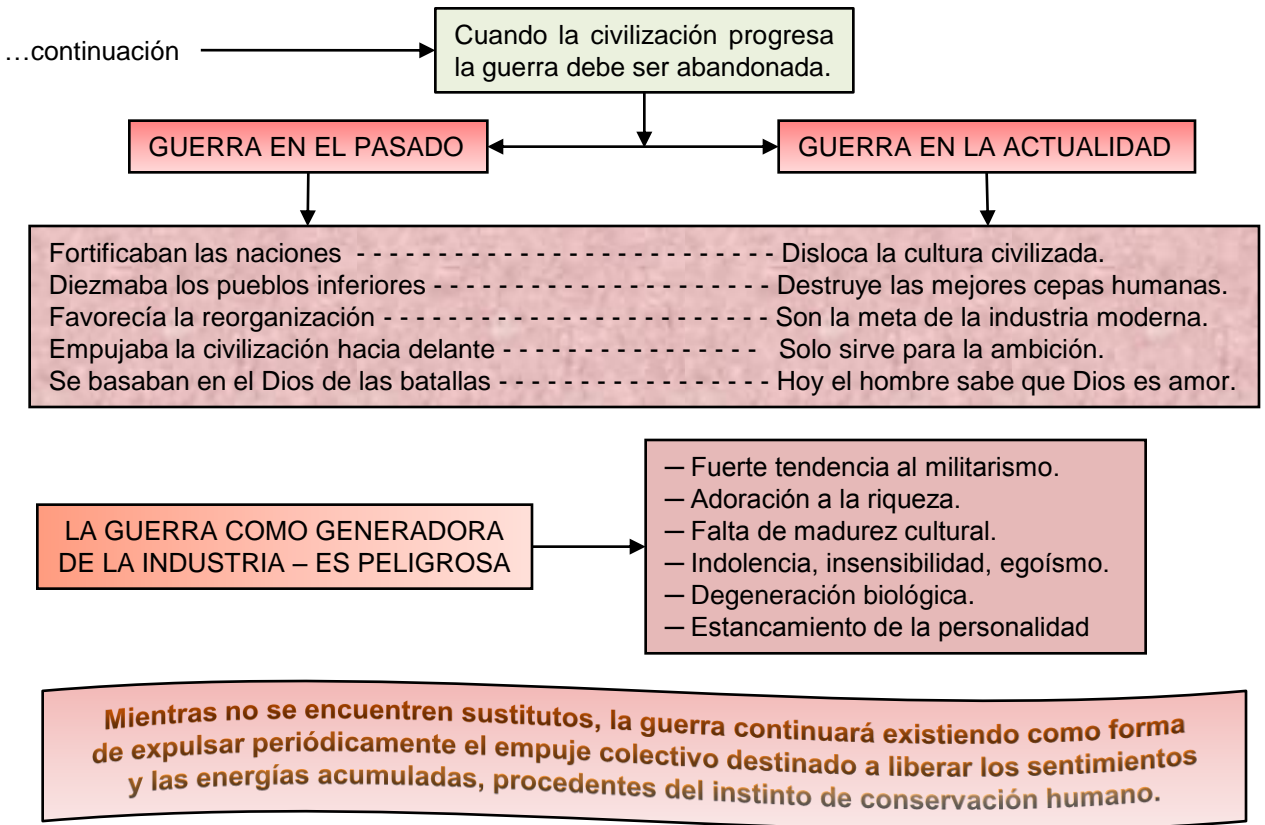 …continuación
Cuando la civilización progresa
la guerra debe ser abandonada.
GUERRA EN EL PASADO
GUERRA EN LA ACTUALIDAD
Fortificaban las naciones - - - - - - - - - - - - - - - - - - - - - - - - - - Disloca la cultura civilizada.
Diezmaba los pueblos inferiores - - - - - - - - - - - - - - - - - - - - - Destruye las mejores cepas humanas.
Favorecía la reorganización - - - - - - - - - - - - - - - - - - - - - - - - Son la meta de la industria moderna.
Empujaba la civilización hacia delante - - - - - - - - - - - - - - - - Solo sirve para la ambición.
Se basaban en el Dios de las batallas - - - - - - - - - - - - - - - - - Hoy el hombre sabe que Dios es amor.
LA GUERRA COMO GENERADORA
DE LA INDUSTRIA – ES PELIGROSA
─ Fuerte tendencia al militarismo.
─ Adoración a la riqueza.
─ Falta de madurez cultural.
─ Indolencia, insensibilidad, egoísmo.
─ Degeneración biológica.
─ Estancamiento de la personalidad
Mientras no se encuentren sustitutos, la guerra continuará existiendo como forma
de expulsar periódicamente el empuje colectivo destinado a liberar los sentimientos
y las energías acumuladas, procedentes del instinto de conservación humano.